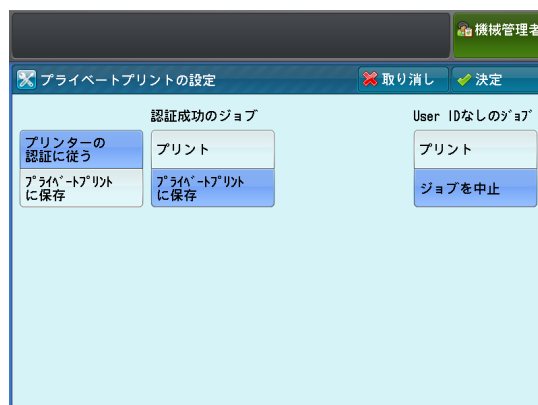 機械管理者
プライベートプリントの設定
取り消し
決定
認証成功のジョブ
User IDなしのｼﾞｮﾌﾞ
プリンターの
認証に従う
プリント
プリント
ﾌﾟﾗｲﾍﾞｰﾄﾌﾟﾘﾝﾄ
に保存
ﾌﾟﾗｲﾍﾞｰﾄﾌﾟﾘﾝﾄ
に保存
ジョブを中止